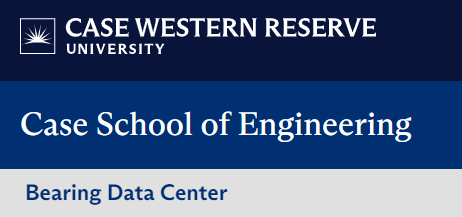 CASE WESTERN RESERVE
UNIVERSITY
Case School of Engineering
Bearing Data Center